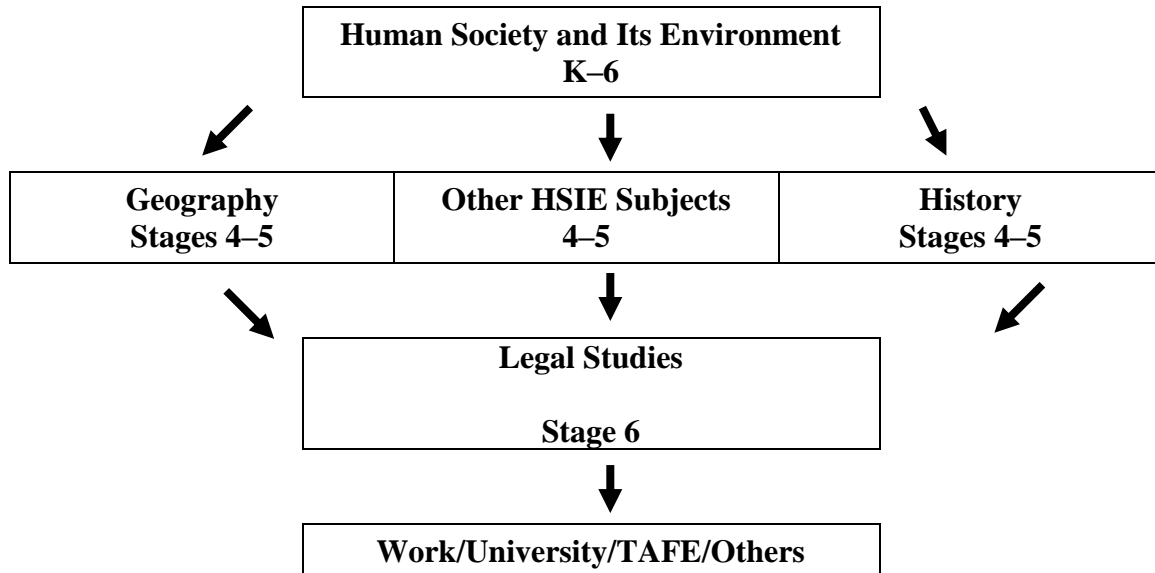 Human Society and Its Environment
K–6
Geography
Stages 4–5
Other HSIE Subjects
4–5
History
Stages 4–5
Legal Studies
Stage 6
Work/University/TAFE/Others